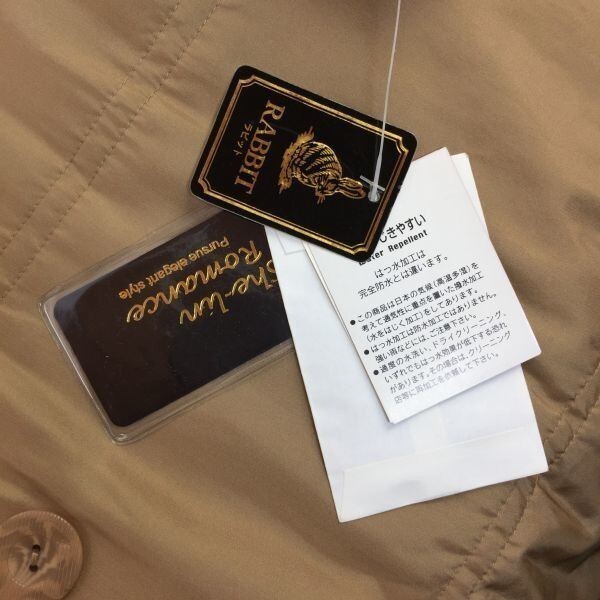 RABBIT
ラビット
She-lin
Romance
Pursue elegant style
じきやすい
Water Repellent
はっ水加工は
完全防水とは違います。
●この商品は日本の気候(高温多湿)を
考えて通気性に重点を置いた撥水加工
(水をはじく加工)をしてあります。
●はっ水加工は防水加工ではありません。
強い雨などには、ご注意下さい。
●過度の水洗い、ドライクリーニング、
いずれでもはっ水効果が低下する恐れ
があります。その場合は、クリーニング
店等に再加工を依頼して下さい。